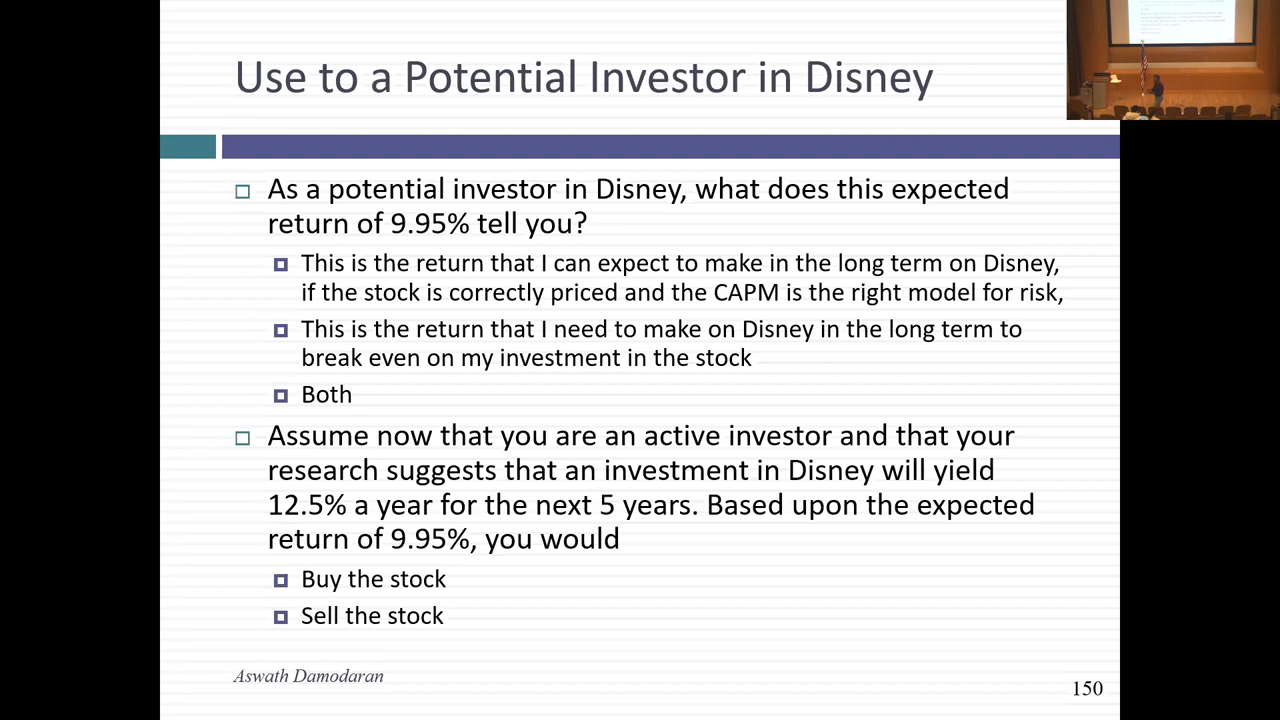 Use to a Potential Investor in Disney
As a potential investor in Disney, what does this expected
return of 9.95% tell you?
This is the return that I can expect to make in the long term on Disney,
if the stock is correctly priced and the CAPM is the right model for risk,
This is the return that I need to make on Disney in the long term to
break even on my investment in the stock
Both
Assume now that you are an active investor and that your
research suggests that an investment in Disney will yield
12.5% a year for the next 5 years. Based upon the expected
return of 9.95%, you would
Buy the stock
Sell the stock
Aswath Damodaran
150